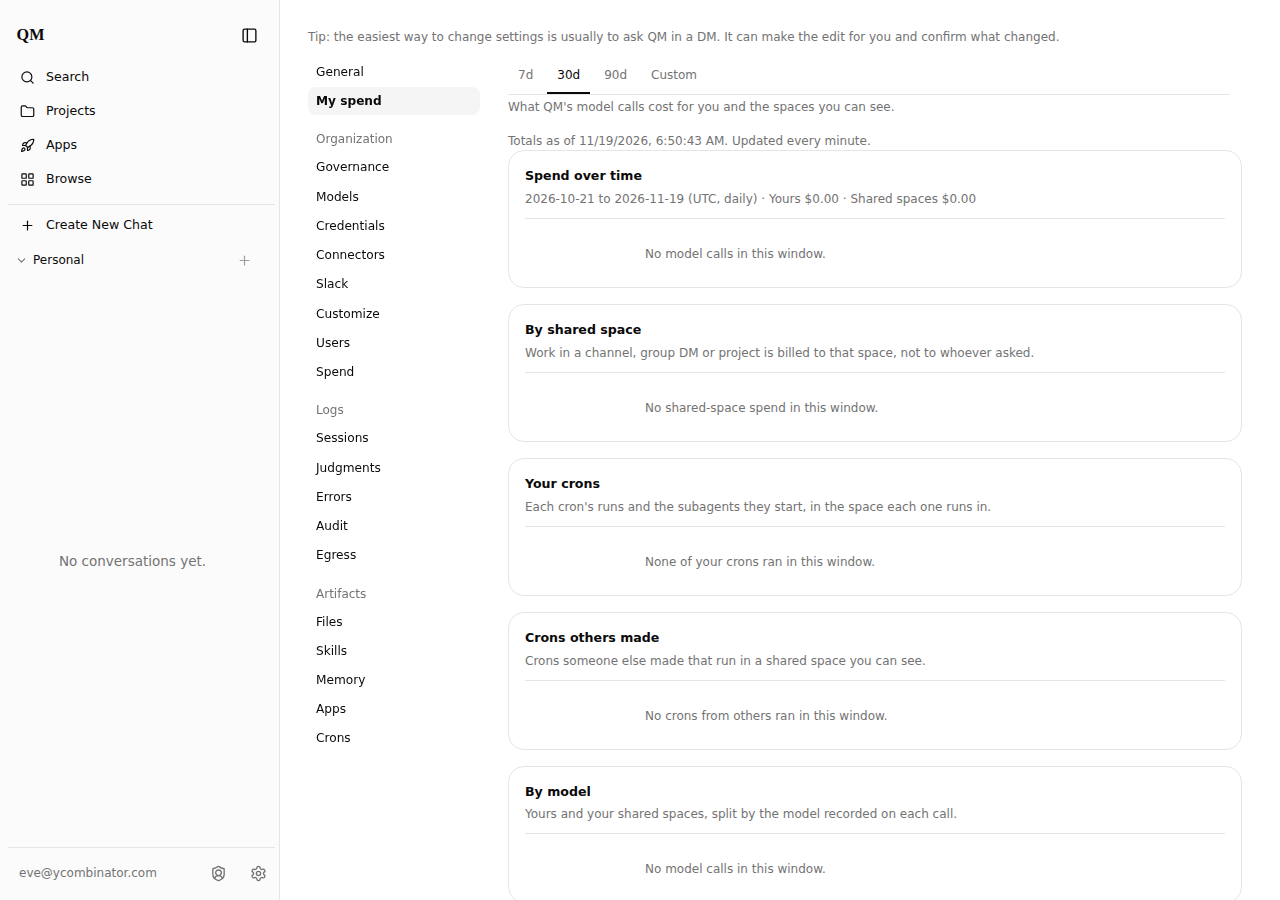 QM
Search
Projects
Apps
Browse
Create New Chat
Personal
No conversations yet.
eve@ycombinator.com
Tip: the easiest way to change settings is usually to ask QM in a DM. It can make the edit for you and confirm what changed.
General
My spend
Organization
Governance
Models
Credentials
Connectors
Slack
Customize
Users
Spend
Logs
Sessions
Judgments
Errors
Audit
Egress
Artifacts
Files
Skills
Memory
Apps
Crons
7d 30d 90d Custom
What QM's model calls cost for you and the spaces you can see.
Totals as of 11/19/2026, 6:50:43 AM. Updated every minute.
Spend over time
2026-10-21 to 2026-11-19 (UTC, daily) · Yours $0.00 · Shared spaces $0.00
No model calls in this window.
By shared space
Work in a channel, group DM or project is billed to that space, not to whoever asked.
No shared-space spend in this window.
Your crons
Each cron's runs and the subagents they start, in the space each one runs in.
None of your crons ran in this window.
Crons others made
Crons someone else made that run in a shared space you can see.
No crons from others ran in this window.
By model
Yours and your shared spaces, split by the model recorded on each call.
No model calls in this window.